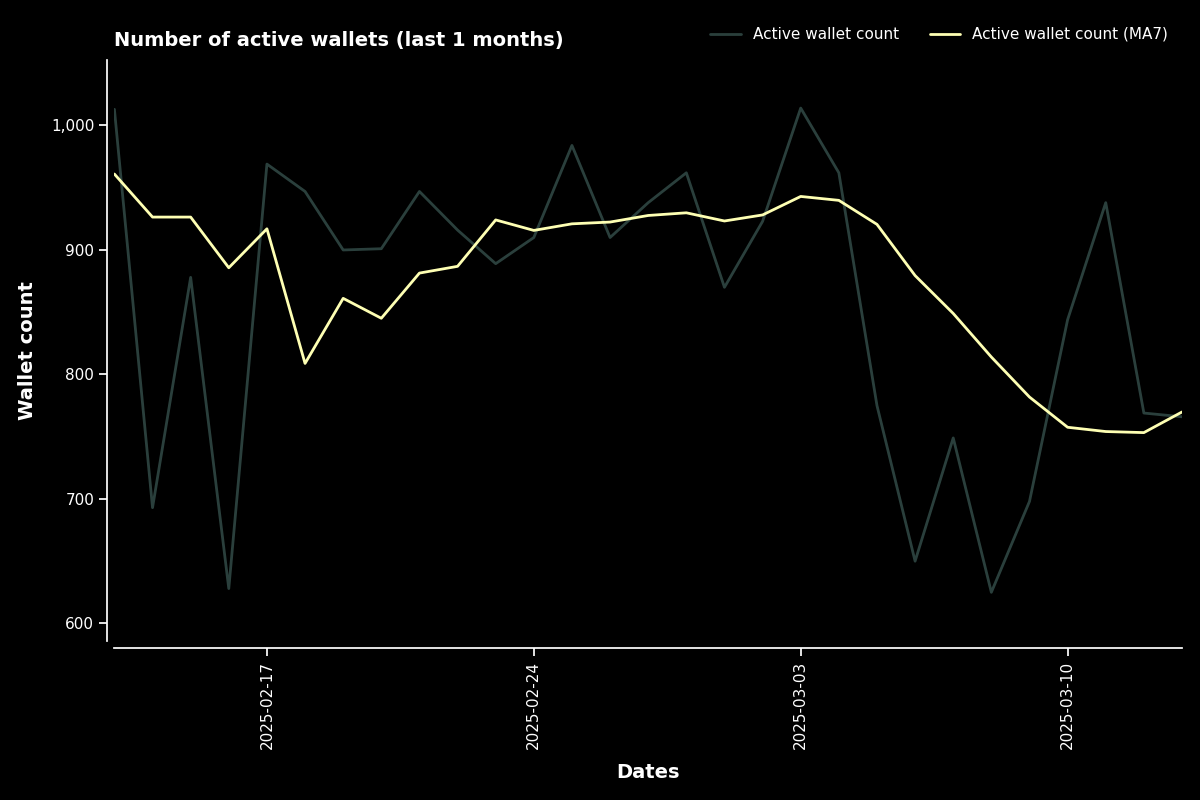 Number of active wallets (last 1 months)
Active wallet count
Active wallet count (MA7)
Wallet count
1,000
900
800
700
600
2025-02-17
2025-02-24
2025-03-03
2025-03-10
Dates